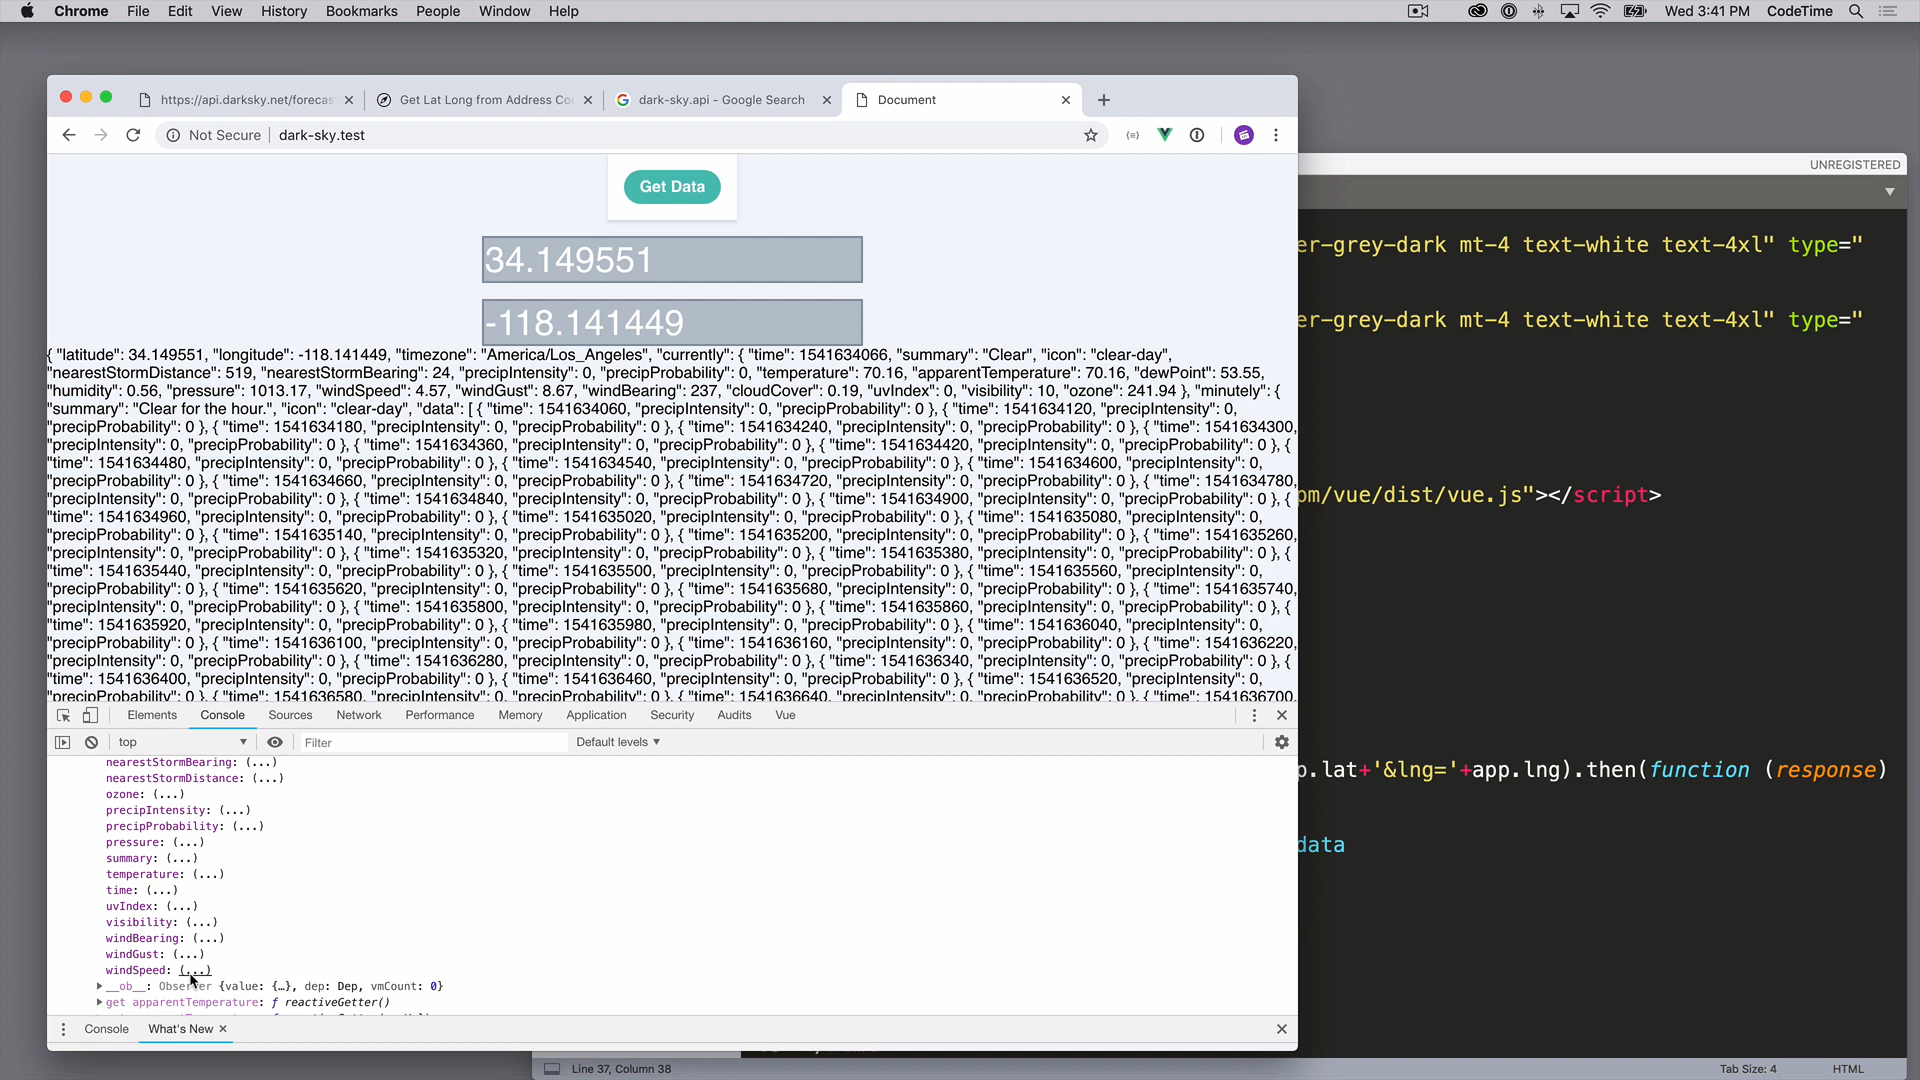 Chrome File Edit View History Bookmarks People Window Help Wed 3:41 PM CodeTime
https://api.darksky.net/forecas Get Lat Long from Address Co dark-sky.api - Google Search Document
Not Secure dark-sky.test
UNREGISTERED
Get Data
34.149551
-118.141449
{ "latitude": 34.149551, "longitude": -118.141449, "timezone": "America/Los_Angeles", "currently": { "time": 1541634066, "summary": "Clear", "icon": "clear-day",
"nearestStormDistance": 519, "nearestStormBearing": 24, "precipIntensity": 0, "precipProbability": 0, "temperature": 70.16, "apparentTemperature": 70.16, "dewPoint": 53.55,
"humidity": 0.56, "pressure": 1013.17, "windSpeed": 4.57, "windGust": 8.67, "windBearing": 237, "cloudCover": 0.19, "uvIndex": 0, "visibility": 10, "ozone": 241.94 }, "minutely": {
"summary": "Clear for the hour.", "icon": "clear-day", "data": [ { "time": 1541634060, "precipIntensity": 0, "precipProbability": 0 }, { "time": 1541634120, "precipIntensity": 0,
"precipProbability": 0 }, { "time": 1541634180, "precipIntensity": 0, "precipProbability": 0 }, { "time": 1541634240, "precipIntensity": 0, "precipProbability": 0 }, { "time": 1541634300,
"precipIntensity": 0, "precipProbability": 0 }, { "time": 1541634360, "precipIntensity": 0, "precipProbability": 0 }, { "time": 1541634420, "precipIntensity": 0, "precipProbability": 0 }, {
"time": 1541634480, "precipIntensity": 0, "precipProbability": 0 }, { "time": 1541634540, "precipIntensity": 0, "precipProbability": 0 }, { "time": 1541634600, "precipIntensity": 0,
"precipProbability": 0 }, { "time": 1541634660, "precipIntensity": 0, "precipProbability": 0 }, { "time": 1541634720, "precipIntensity": 0, "precipProbability": 0 }, { "time": 1541634780,
"precipIntensity": 0, "precipProbability": 0 }, { "time": 1541634840, "precipIntensity": 0, "precipProbability": 0 }, { "time": 1541634900, "precipIntensity": 0, "precipProbability": 0 }, {
"time": 1541634960, "precipIntensity": 0, "precipProbability": 0 }, { "time": 1541635020, "precipIntensity": 0, "precipProbability": 0 }, { "time": 1541635080, "precipIntensity": 0,
"precipProbability": 0 }, { "time": 1541635140, "precipIntensity": 0, "precipProbability": 0 }, { "time": 1541635200, "precipIntensity": 0, "precipProbability": 0 }, { "time": 1541635260,
"precipIntensity": 0, "precipProbability": 0 }, { "time": 1541635320, "precipIntensity": 0, "precipProbability": 0 }, { "time": 1541635380, "precipIntensity": 0, "precipProbability": 0 }, {
"time": 1541635440, "precipIntensity": 0, "precipProbability": 0 }, { "time": 1541635500, "precipIntensity": 0, "precipProbability": 0 }, { "time": 1541635560, "precipIntensity": 0,
"precipProbability": 0 }, { "time": 1541635620, "precipIntensity": 0, "precipProbability": 0 }, { "time": 1541635680, "precipIntensity": 0, "precipProbability": 0 }, { "time": 1541635740,
"precipIntensity": 0, "precipProbability": 0 }, { "time": 1541635800, "precipIntensity": 0, "precipProbability": 0 }, { "time": 1541635860, "precipIntensity": 0, "precipProbability": 0 }, {
"time": 1541635920, "precipIntensity": 0, "precipProbability": 0 }, { "time": 1541635980, "precipIntensity": 0, "precipProbability": 0 }, { "time": 1541636040, "precipIntensity": 0,
"precipProbability": 0 }, { "time": 1541636100, "precipIntensity": 0, "precipProbability": 0 }, { "time": 1541636160, "precipIntensity": 0, "precipProbability": 0 }, { "time": 1541636220,
"precipIntensity": 0, "precipProbability": 0 }, { "time": 1541636280, "precipIntensity": 0, "precipProbability": 0 }, { "time": 1541636340, "precipIntensity": 0, "precipProbability": 0 }, {
"time": 1541636400, "precipIntensity": 0, "precipProbability": 0 }, { "time": 1541636460, "precipIntensity": 0, "precipProbability": 0 }, { "time": 1541636520, "precipIntensity": 0,
"precipProbability": 0 }, { "time": 1541636580, "precipIntensity": 0, "precipProbability": 0 }, { "time": 1541636640, "precipIntensity": 0, "precipProbability": 0 }, { "time": 1541636700,
Elements Console Sources Network Performance Memory Application Security Audits Vue
top Filter Default levels
nearestStormBearing: (...)
nearestStormDistance: (...)
ozone: (...)
precipIntensity: (...)
precipProbability: (...)
pressure: (...)
summary: (...)
temperature: (...)
time: (...)
uvIndex: (...)
visibility: (...)
windBearing: (...)
windGust: (...)
windSpeed: (...)
__ob__: Observer {value: {…}, dep: Dep, vmCount: 0}
get apparentTemperature: ƒ reactiveGetter()
Console What's New
er-grey-dark mt-4 text-white text-4xl" type="
er-grey-dark mt-4 text-white text-4xl" type="
pm/vue/dist/vue.js"></script>
p.lat+'&lng='+app.lng).then(function (response)
data
Line 37, Column 38 Tab Size: 4 HTML